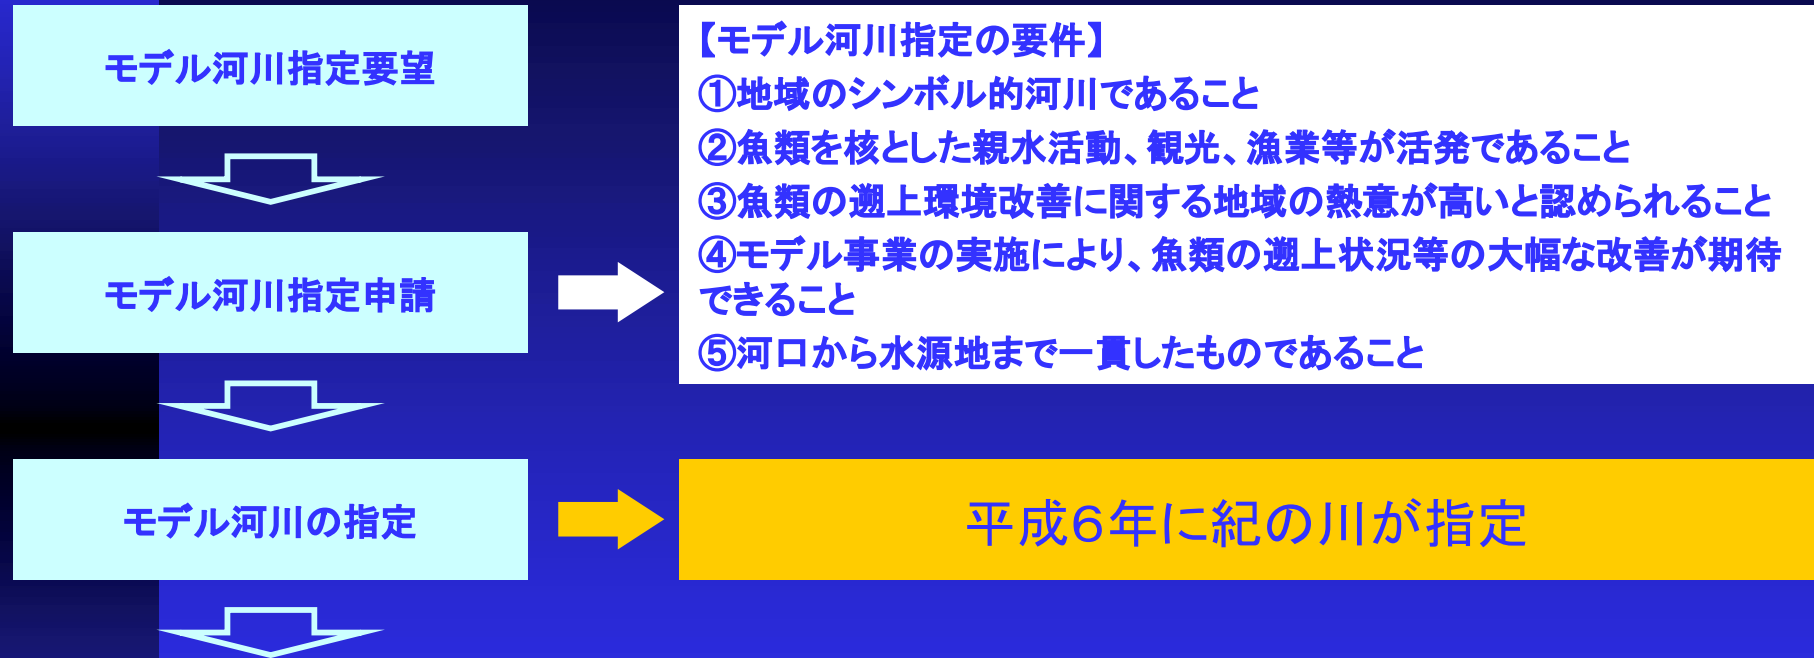 モデル河川指定要望
【モデル河川指定の要件】
①地域のシンボル的河川であること
②魚類を核とした親水活動、観光、漁業等が活発であること
③魚類の遡上環境改善に関する地域の熱意が高いと認められること
④モデル事業の実施により、魚類の遡上状況等の大幅な改善が期待
できること
⑤河口から水源地まで一貫したものであること
モデル河川指定申請
モデル河川の指定
平成6年に紀の川が指定